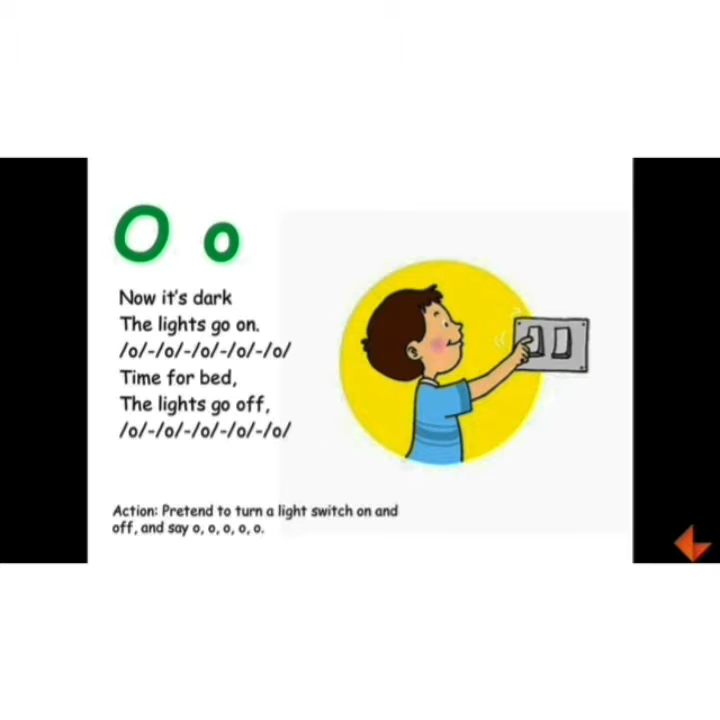 O o
Now it's dark
The lights go on.
/o/-/o/-/o/-/o/-/o/
Time for bed,
The lights go off,
/o/-/o/-/o/-/o/-/o/
Action: Pretend to turn a light switch on and
off, and say o, o, o, o, o.